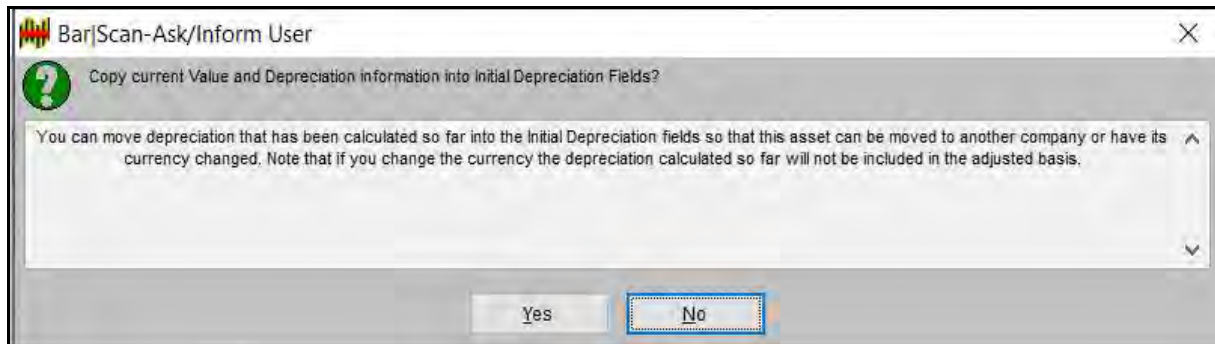 Bar|Scan-Ask/Inform User
Copy current Value and Depreciation information into Initial Depreciation Fields?
You can move depreciation that has been calculated so far into the Initial Depreciation fields so that this asset can be moved to another company or have its
currency changed. Note that if you change the currency the depreciation calculated so far will not be included in the adjusted basis.
Yes
No